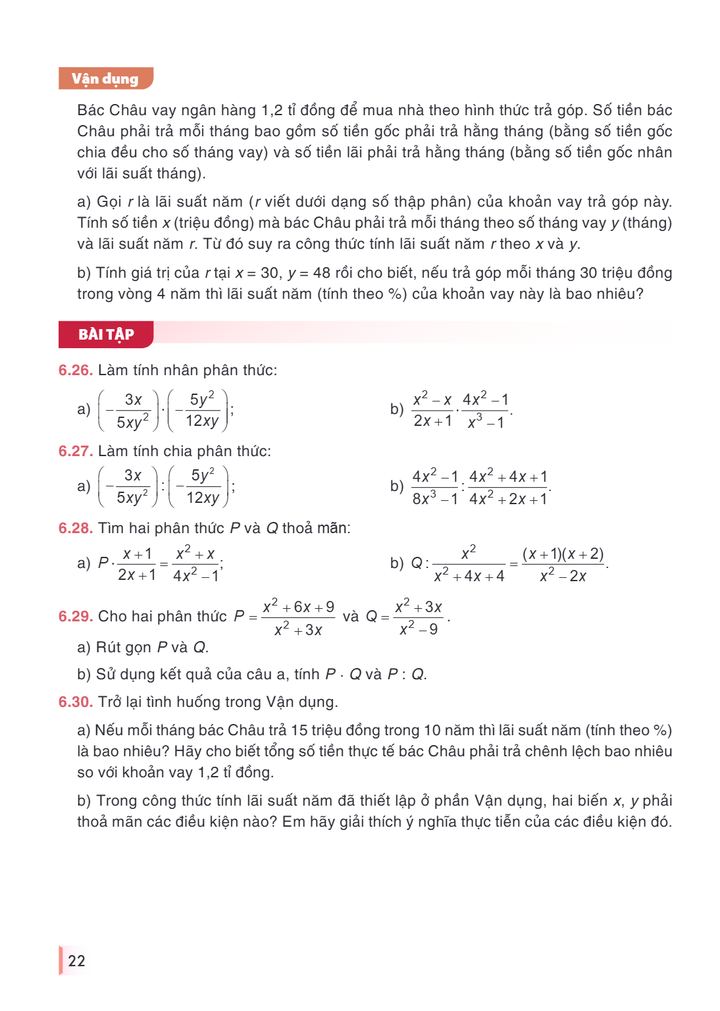 Vận dụng
Bác Châu vay ngân hàng 1,2 tỉ đồng để mua nhà theo hình thức trả góp. Số tiền bác
Châu phải trả mỗi tháng bao gồm số tiền gốc phải trả hằng tháng (bằng số tiền gốc
chia đều cho số tháng vay) và số tiền lãi phải trả hằng tháng (bằng số tiền gốc nhân
với lãi suất tháng).
a) Gọi r là lãi suất năm (r viết dưới dạng số thập phân) của khoản vay trả góp này.
Tính số tiền x (triệu đồng) mà bác Châu phải trả mỗi tháng theo số tháng vay y (tháng)
và lãi suất năm r. Từ đó suy ra công thức tính lãi suất năm r theo x và y.
b) Tính giá trị của r tại x = 30, y = 48 rồi cho biết, nếu trả góp mỗi tháng 30 triệu đồng
trong vòng 4 năm thì lãi suất năm (tính theo %) của khoản vay này là bao nhiêu?
BÀI TẬP
6.26. Làm tính nhân phân thức:
a) (−3x/5xy²)·(−5y²/12xy); b) (x² − x)/(2x + 1)·(4x² − 1)/(x³ − 1).
6.27. Làm tính chia phân thức:
a) (−3x/5xy²):(−5y²/12xy); b) (4x² − 1)/(8x³ − 1):(4x² + 4x + 1)/(4x² + 2x + 1).
6.28. Tìm hai phân thức P và Q thoả mãn:
a) P·(x + 1)/(2x + 1) = (x² + x)/(4x² − 1); b) Q : x²/(x² + 4x + 4) = (x + 1)(x + 2)/(x² − 2x).
6.29. Cho hai phân thức P = (x² + 6x + 9)/(x² + 3x) và Q = (x² + 3x)/(x² − 9).
a) Rút gọn P và Q.
b) Sử dụng kết quả của câu a, tính P · Q và P : Q.
6.30. Trở lại tình huống trong Vận dụng.
a) Nếu mỗi tháng bác Châu trả 15 triệu đồng trong 10 năm thì lãi suất năm (tính theo %)
là bao nhiêu? Hãy cho biết tổng số tiền thực tế bác Châu phải trả chênh lệch bao nhiêu
so với khoản vay 1,2 tỉ đồng.
b) Trong công thức tính lãi suất năm đã thiết lập ở phần Vận dụng, hai biến x, y phải
thoả mãn các điều kiện nào? Em hãy giải thích ý nghĩa thực tiễn của các điều kiện đó.
22